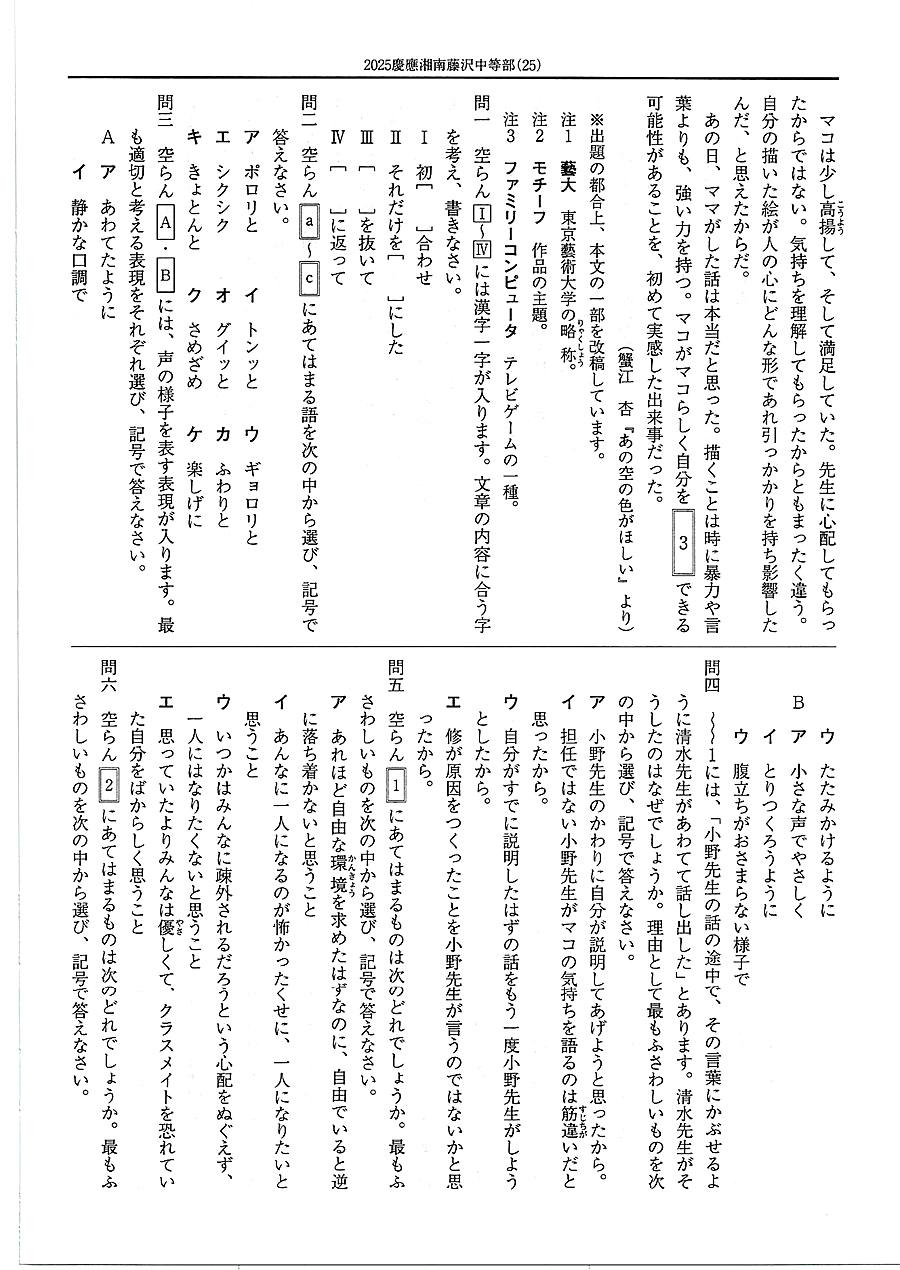 2025慶應湘南藤沢中等部(25)
マコは少し高揚して、そして満足していた。先生に心配してもらっ
たからではない。気持ちを理解してもらったからともまったく違う。
自分の描いた絵が人の心にどんな形であれ引っかかりを持ち影響した
んだ、と思えたからだ。
あの日、ママがした話は本当だと思った。描くことは時に暴力や言
葉よりも、強い力を持つ。マコがマコらしく自分を 3 できる
可能性があることを、初めて実感した出来事だった。
(蟹江 杏『あの空の色がほしい』より)
※出題の都合上、本文の一部を改稿しています。
注1 藝大 東京藝術大学の略称。
注2 モチーフ 作品の主題。
注3 ファミリーコンピュータ テレビゲームの一種。
問一 空らん Ⅰ ~ Ⅳ には漢字一字が入ります。文章の内容に合う字
を考え、書きなさい。
Ⅰ 初[ ]合わせ
Ⅱ それだけを[ ]にした
Ⅲ [ ]を抜いて
Ⅳ [ ]に返って
問二 空らん a ~ c にあてはまる語を次の中から選び、記号で
答えなさい。
ア ポロリと イ トンッと ウ ギョロリと
エ シクシク オ グイッと カ ふわりと
キ きょとんと ク さめざめ ケ 楽しげに
問三 空らん A ・ B には、声の様子を表す表現が入ります。最
も適切と考える表現をそれぞれ選び、記号で答えなさい。
A ア あわてたように
イ 静かな口調で
ウ たたみかけるように
B ア 小さな声でやさしく
イ とりつくろうように
ウ 腹立ちがおさまらない様子で
問四 ~~1には、「小野先生の話の途中で、その言葉にかぶせるよ
うに清水先生があわてて話し出した」とあります。清水先生がそ
うしたのはなぜでしょうか。理由として最もふさわしいものを次
の中から選び、記号で答えなさい。
ア 小野先生のかわりに自分が説明してあげようと思ったから。
イ 担任ではない小野先生がマコの気持ちを語るのは筋違いだと
思ったから。
ウ 自分がすでに説明したはずの話をもう一度小野先生がしよう
としたから。
エ 修が原因をつくったことを小野先生が言うのではないかと思
ったから。
問五 空らん 1 にあてはまるものは次のどれでしょうか。最もふ
さわしいものを次の中から選び、記号で答えなさい。
ア あれほど自由な環境を求めたはずなのに、自由でいると逆
に落ち着かないと思うこと
イ あんなに一人になるのが怖かったくせに、一人になりたいと
思うこと
ウ いつかはみんなに疎外されるだろうという心配をぬぐえず、
一人にはなりたくないと思うこと
エ 思っていたよりみんなは優しくて、クラスメイトを恐れてい
た自分をばからしく思うこと
問六 空らん 2 にあてはまるものは次のどれでしょうか。最もふ
さわしいものを次の中から選び、記号で答えなさい。